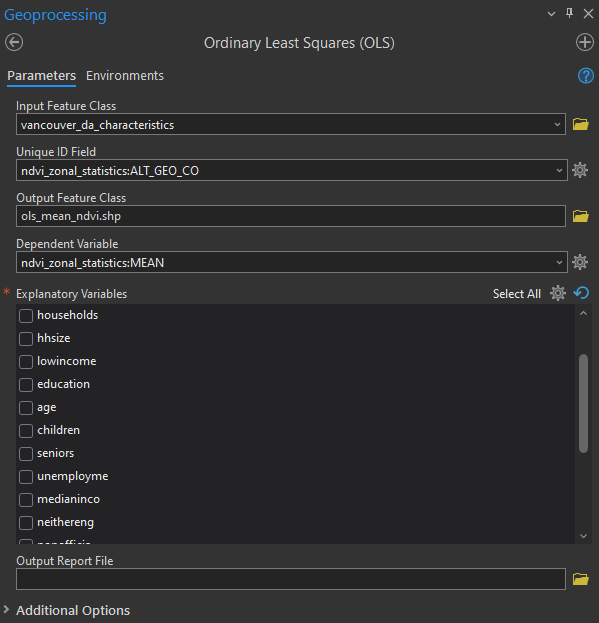 Geoprocessing
Ordinary Least Squares (OLS)
Parameters Environments
Input Feature Class
vancouver_da_characteristics
Unique ID Field
ndvi_zonal_statistics:ALT_GEO_CO
Output Feature Class
ols_mean_ndvi.shp
Dependent Variable
ndvi_zonal_statistics:MEAN
* Explanatory Variables Select All
households
hhsize
lowincome
education
age
children
seniors
unemployme
medianinco
neithereng
Output Report File
Additional Options